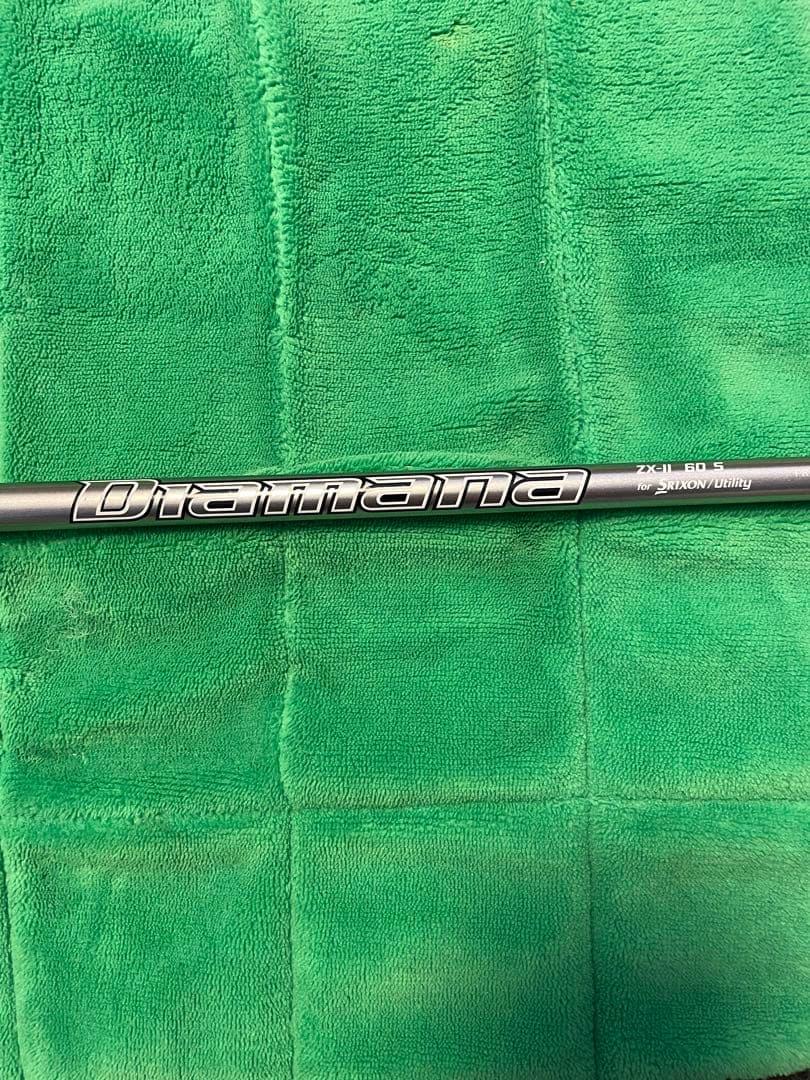 Diamana
ZX-II 60 S
for SRIXON/Utility